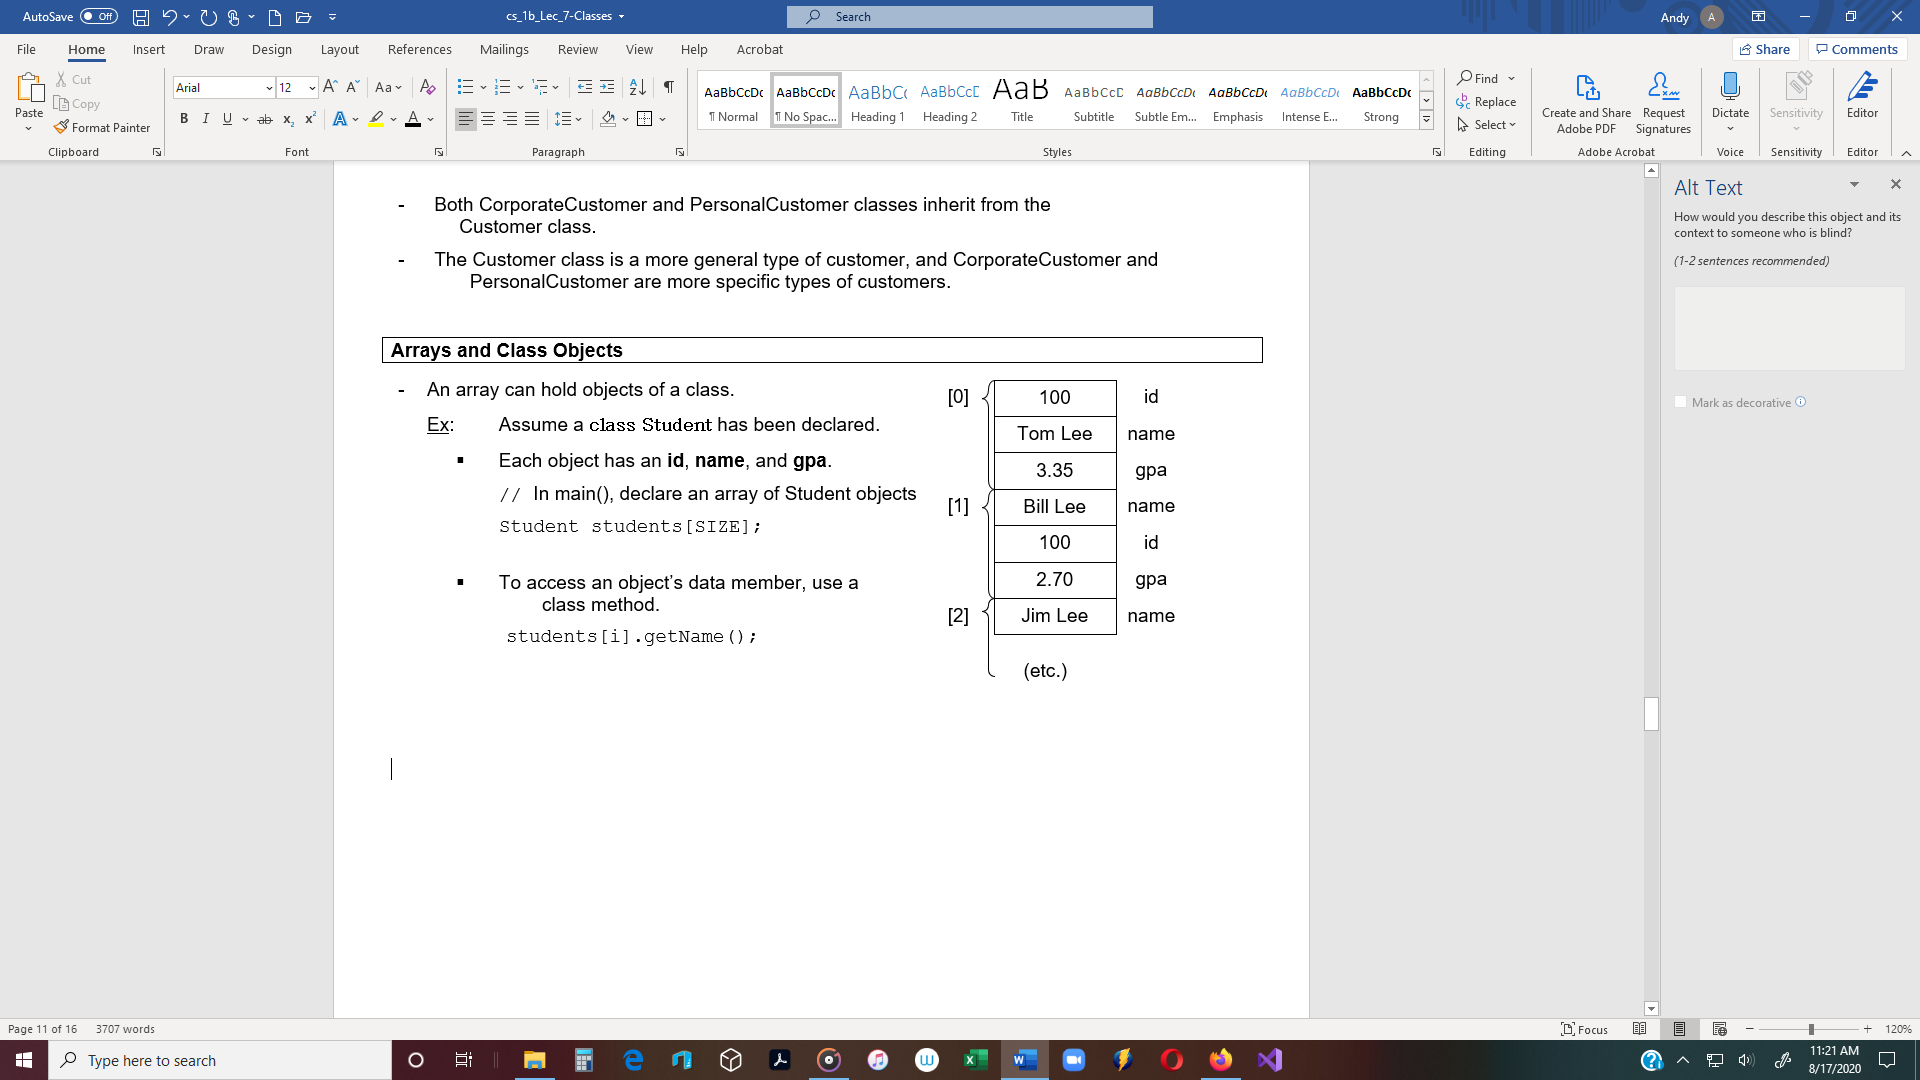 AutoSave Off
cs_1b_Lec_7-Classes
Search
Andy A
File Home Insert Draw Design Layout References Mailings Review View Help Acrobat
Share Comments
Paste
Cut
Copy
Format Painter
Clipboard
Arial 12
Font
Paragraph
AaBbCcDc AaBbCcDc AaBbCc AaBbCcD AaB AaBbCcD AaBbCcDc AaBbCcDc AaBbCcDc AaBbCcDc
¶ Normal ¶ No Spac... Heading 1 Heading 2 Title Subtitle Subtle Em... Emphasis Intense E... Strong
Styles
Find
Replace
Select
Editing
Create and Share Adobe PDF
Request Signatures
Adobe Acrobat
Dictate
Voice
Sensitivity
Sensitivity
Editor
Editor
- Both CorporateCustomer and PersonalCustomer classes inherit from the
Customer class.
- The Customer class is a more general type of customer, and CorporateCustomer and
PersonalCustomer are more specific types of customers.
Arrays and Class Objects
- An array can hold objects of a class.
Ex: Assume a class Student has been declared.
▪ Each object has an id, name, and gpa.
// In main(), declare an array of Student objects
Student students[SIZE];
▪ To access an object's data member, use a
class method.
students[i].getName();
[0] 100 id
Tom Lee name
3.35 gpa
[1] Bill Lee name
100 id
2.70 gpa
[2] Jim Lee name
(etc.)
Alt Text
How would you describe this object and its
context to someone who is blind?
(1-2 sentences recommended)
Mark as decorative
Page 11 of 16 3707 words
Focus
120%
Type here to search
11:21 AM
8/17/2020